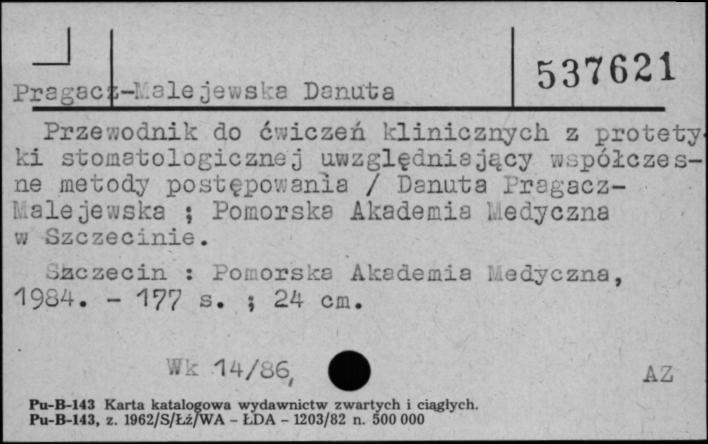 537621
Pragacz-Malejewska Danuta
Przewodnik do ćwiczeń klinicznych z protety-
ki stomatologicznej uwzględniający współczes-
ne metody postępowania / Danuta Pragacz-
Malejewska ; Pomorska Akademia Medyczna
w Szczecinie.
Szczecin : Pomorska Akademia Medyczna,
1984. - 177 s. ; 24 cm.
Wk 14/86,
AZ
Pu-B-143 Karta katalogowa wydawnictw zwartych i ciągłych.
Pu-B-143, z. 1962/S/Łź/WA - ŁDA - 1203/82 n. 500 000